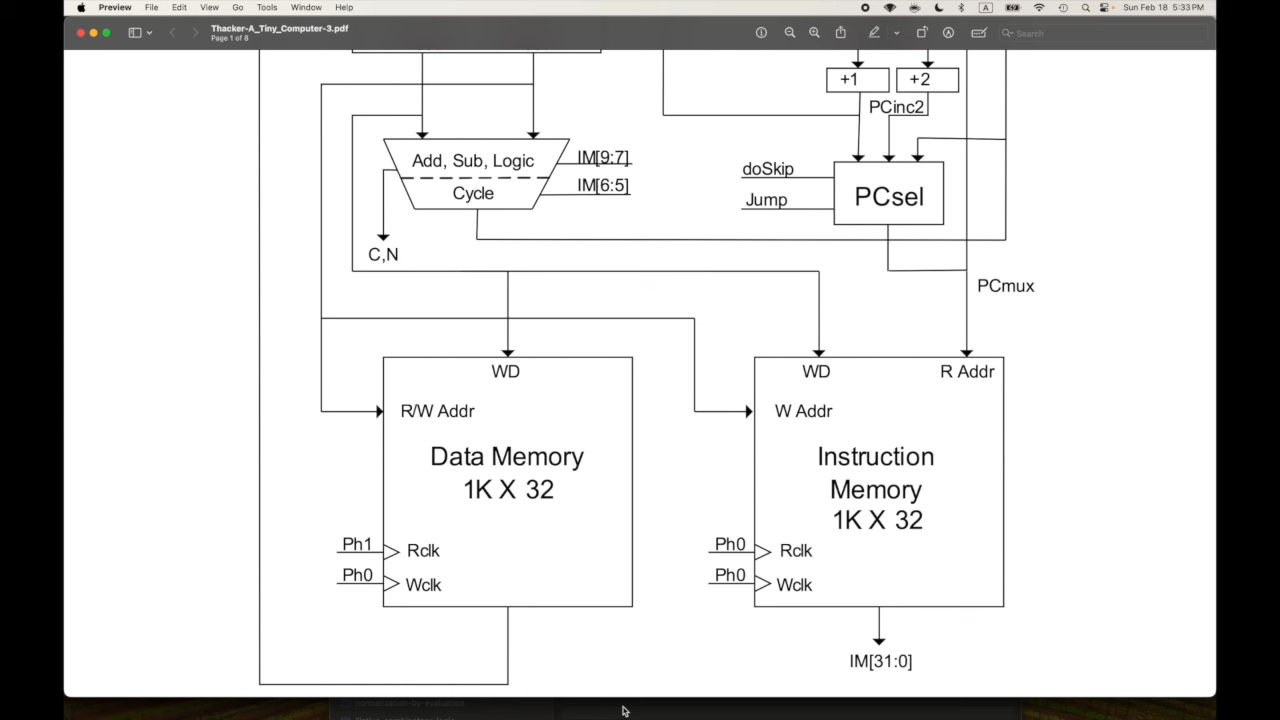 Preview File Edit View Go Tools Window Help
A
Sun Feb 18 5:33 PM
Thacker-A_Tiny_Computer-3.pdf
Page 1 of 8
Search
+1
+2
PCinc2
Add, Sub, Logic
IM[9:7]
Cycle
IM[6:5]
doSkip
Jump
PCsel
C,N
PCmux
WD
R/W Addr
Data Memory
1K X 32
Ph1
Rclk
Ph0
Wclk
WD
R Addr
W Addr
Instruction
Memory
1K X 32
Ph0
Rclk
Ph0
Wclk
IM[31:0]